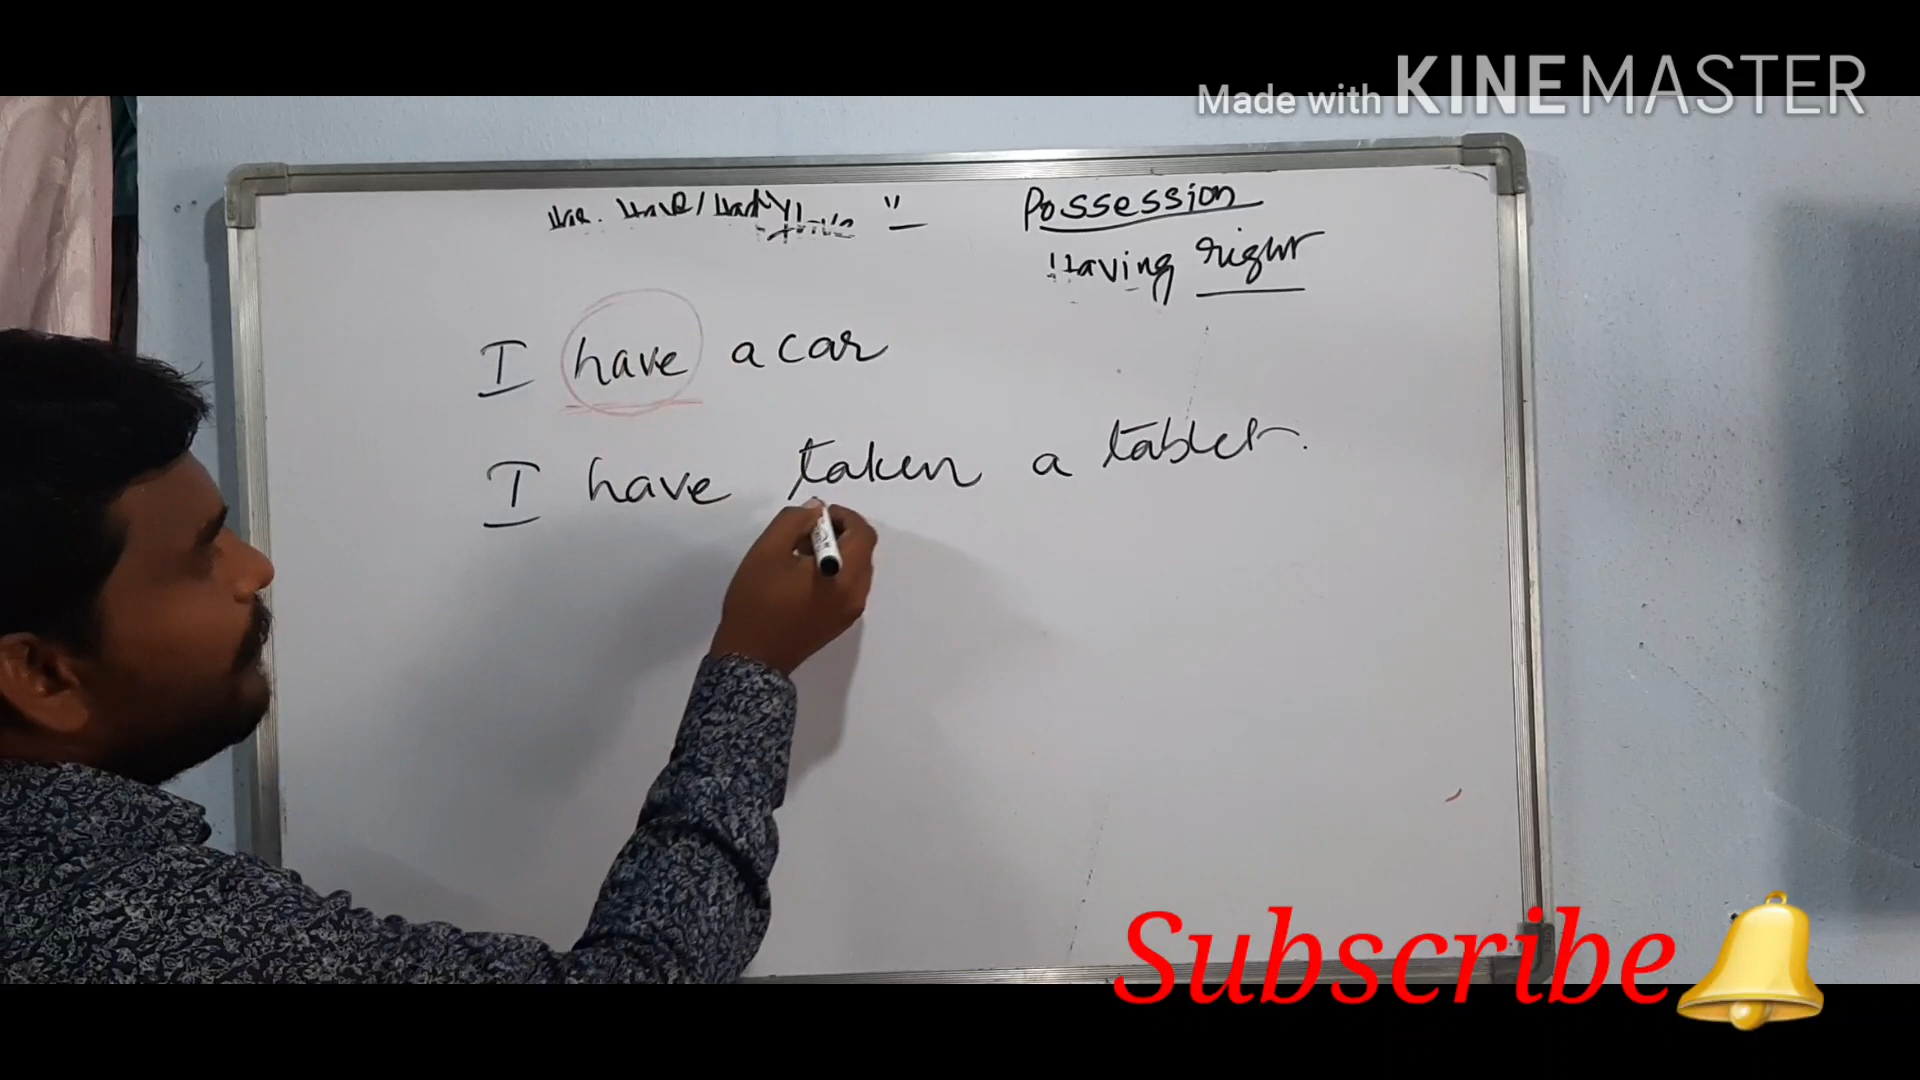 Made with KINEMASTER
Possession
Having right
I have a car
I have taken a tablet.
Subscribe